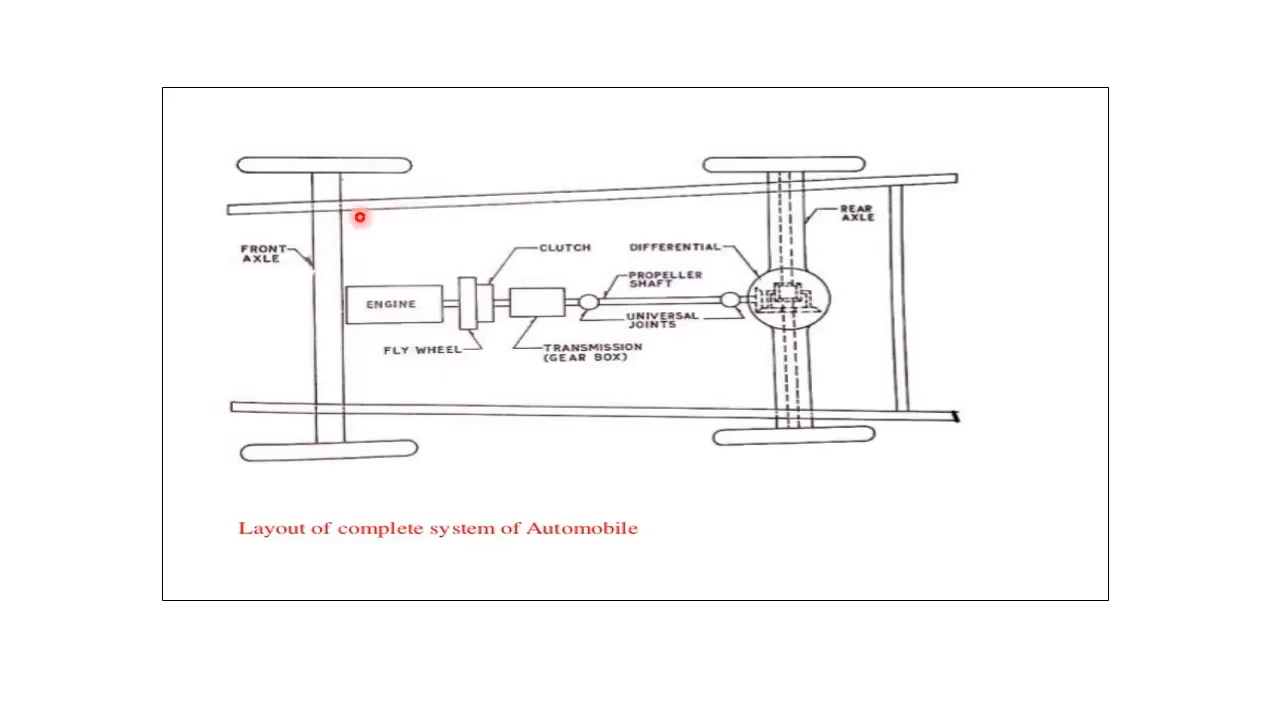 REAR
AXLE
FRONT
AXLE
CLUTCH
DIFFERENTIAL
PROPELLER
SHAFT
ENGINE
UNIVERSAL
JOINTS
FLY WHEEL
TRANSMISSION
(GEAR BOX)
Layout of complete system of Automobile